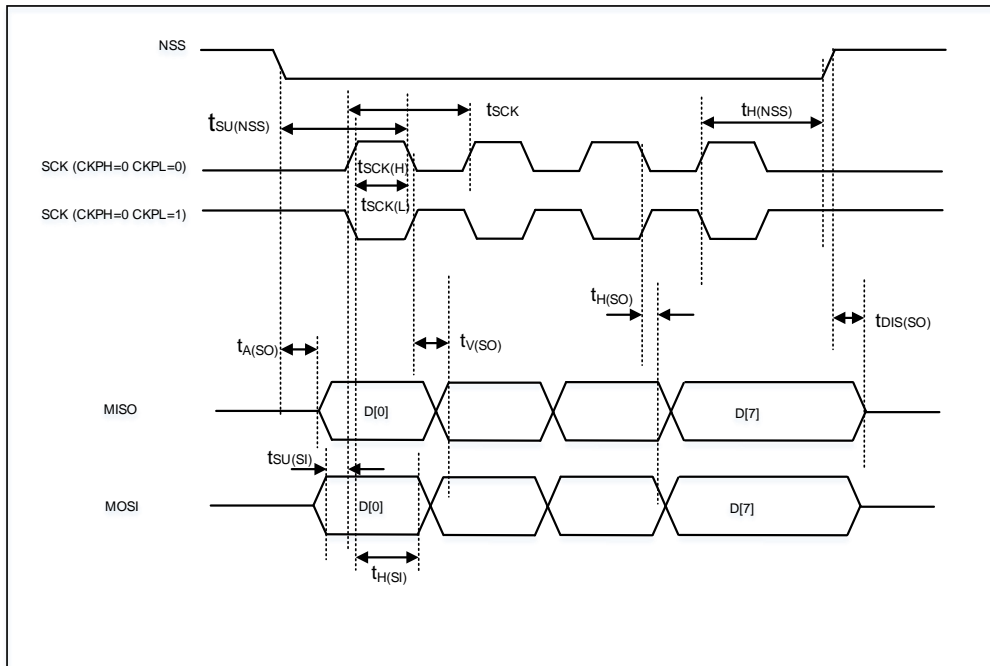 NSS
tSCK
tH(NSS)
tSU(NSS)
SCK (CKPH=0 CKPL=0)
tSCK(H)
tSCK(L)
SCK (CKPH=0 CKPL=1)
tH(SO)
tDIS(SO)
tV(SO)
tA(SO)
MISO
D[0]
D[7]
tSU(SI)
MOSI
D[0]
D[7]
tH(SI)